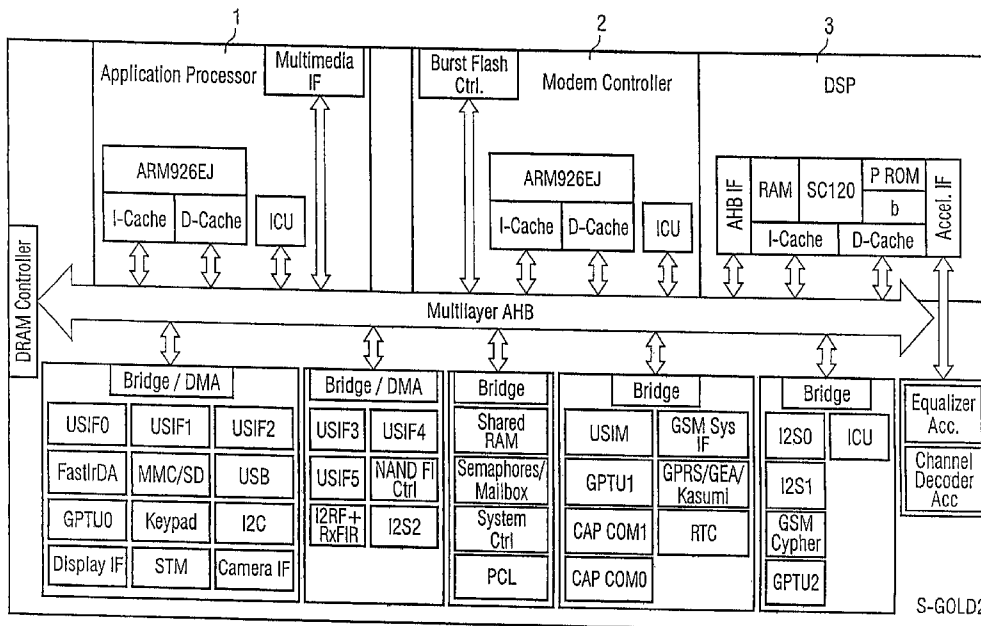 1
2
3
Application Processor
Multimedia
IF
Burst Flash
Ctrl.
Modem Controller
DSP
ARM926EJ
I-Cache
D-Cache
ICU
ARM926EJ
I-Cache
D-Cache
ICU
AHB IF
RAM
SC120
P ROM
b
I-Cache
D-Cache
Accel. IF
DRAM Controller
Multilayer AHB
Bridge / DMA
USIF0
USIF1
USIF2
FastIrDA
MMC/SD
USB
GPTU0
Keypad
I2C
Display IF
STM
Camera IF
Bridge / DMA
USIF3
USIF4
USIF5
NAND Fl
Ctrl
I2RF+
RxFIR
I2S2
Bridge
Shared
RAM
Semaphores/
Mailbox
System
Ctrl
PCL
Bridge
USIM
GSM Sys
IF
GPTU1
GPRS/GEA/
Kasumi
CAP COM1
RTC
CAP COM0
Bridge
I2S0
ICU
I2S1
GSM
Cypher
GPTU2
Equalizer
Acc.
Channel
Decoder
Acc
S-GOLD2